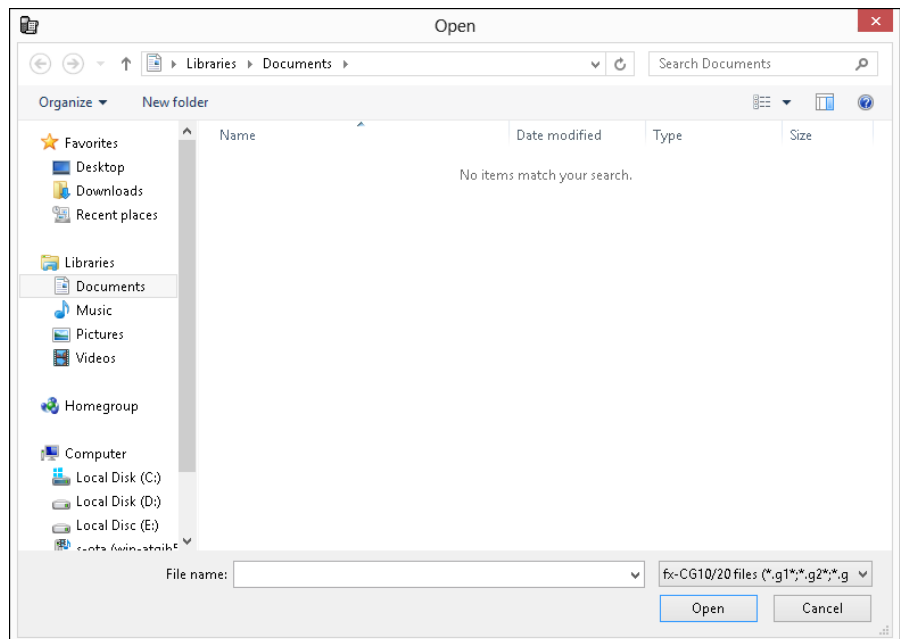 Open
Libraries Documents
Search Documents
Organize New folder
Name Date modified Type Size
No items match your search.
Favorites
Desktop
Downloads
Recent places
Libraries
Documents
Music
Pictures
Videos
Homegroup
Computer
Local Disk (C:)
Local Disk (D:)
Local Disc (E:)
File name:
fx-CG10/20 files (*.g1*;*.g2*;*.g
Open Cancel